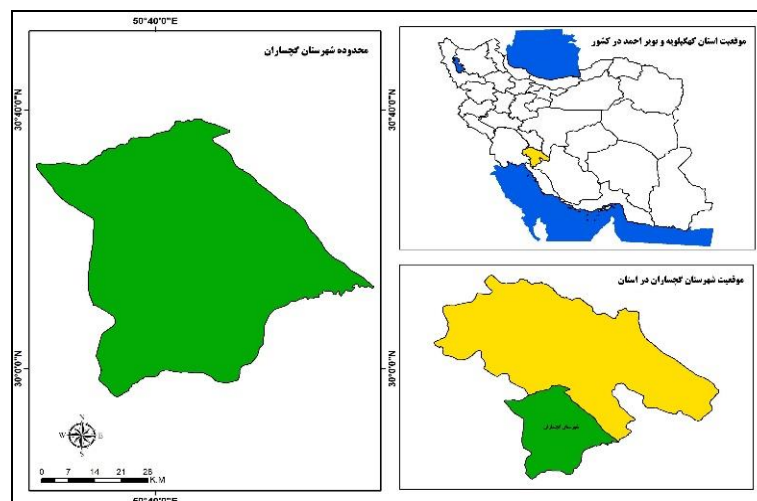 50°40'0"E
محدوده شهرستان گچساران
30°40'0"N
30°40'0"N
30°0'0"N
30°0'0"N
N
W E
S
0 7 14 21 28
K.M
50°40'0"E
موقعیت استان کهگیلویه و بویر احمد در کشور
موقعیت شهرستان گچساران در استان
شهرستان گچساران